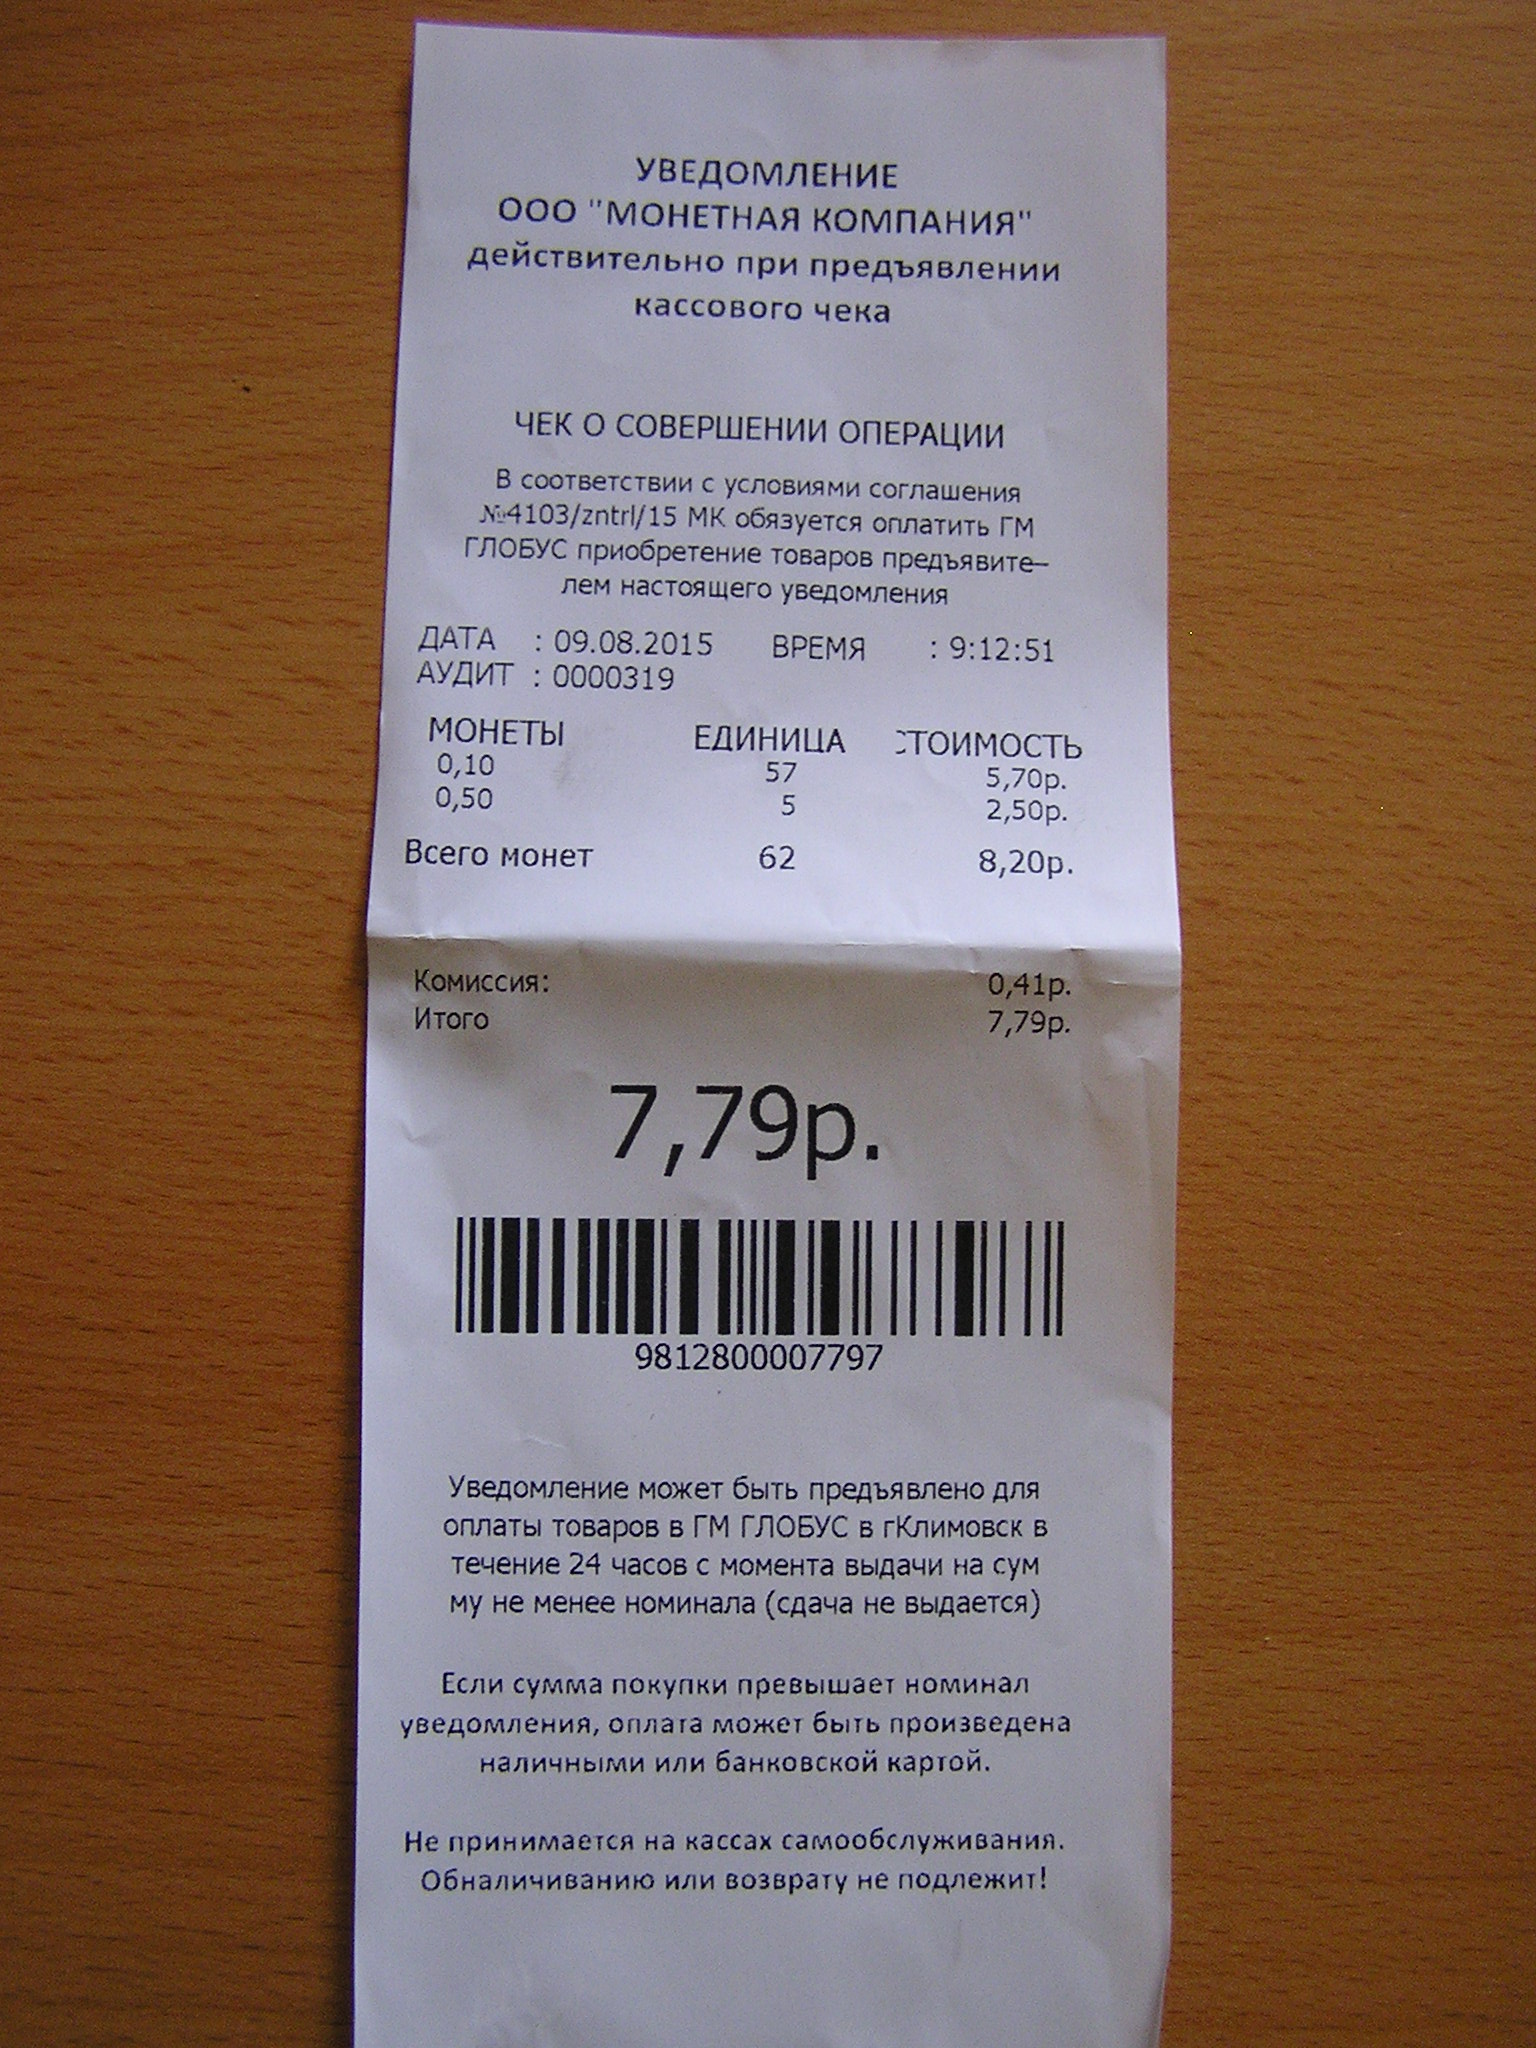 УВЕДОМЛЕНИЕ
ООО "МОНЕТНАЯ КОМПАНИЯ"
действительно при предъявлении
кассового чека
ЧЕК О СОВЕРШЕНИИ ОПЕРАЦИИ
В соответствии с условиями соглашения
№4103/zntrl/15 МК обязуется оплатить ГМ
ГЛОБУС приобретение товаров предъявите–
лем настоящего уведомления
ДАТА : 09.08.2015 ВРЕМЯ : 9:12:51
АУДИТ : 0000319
МОНЕТЫ ЕДИНИЦА СТОИМОСТЬ
0,10 57 5,70р.
0,50 5 2,50р.
Всего монет 62 8,20р.
Комиссия: 0,41р.
Итого 7,79р.
7,79р.
9812800007797
Уведомление может быть предъявлено для
оплаты товаров в ГМ ГЛОБУС в гКлимовск в
течение 24 часов с момента выдачи на сум
му не менее номинала (сдача не выдается)
Если сумма покупки превышает номинал
уведомления, оплата может быть произведена
наличными или банковской картой.
Не принимается на кассах самообслуживания.
Обналичиванию или возврату не подлежит!